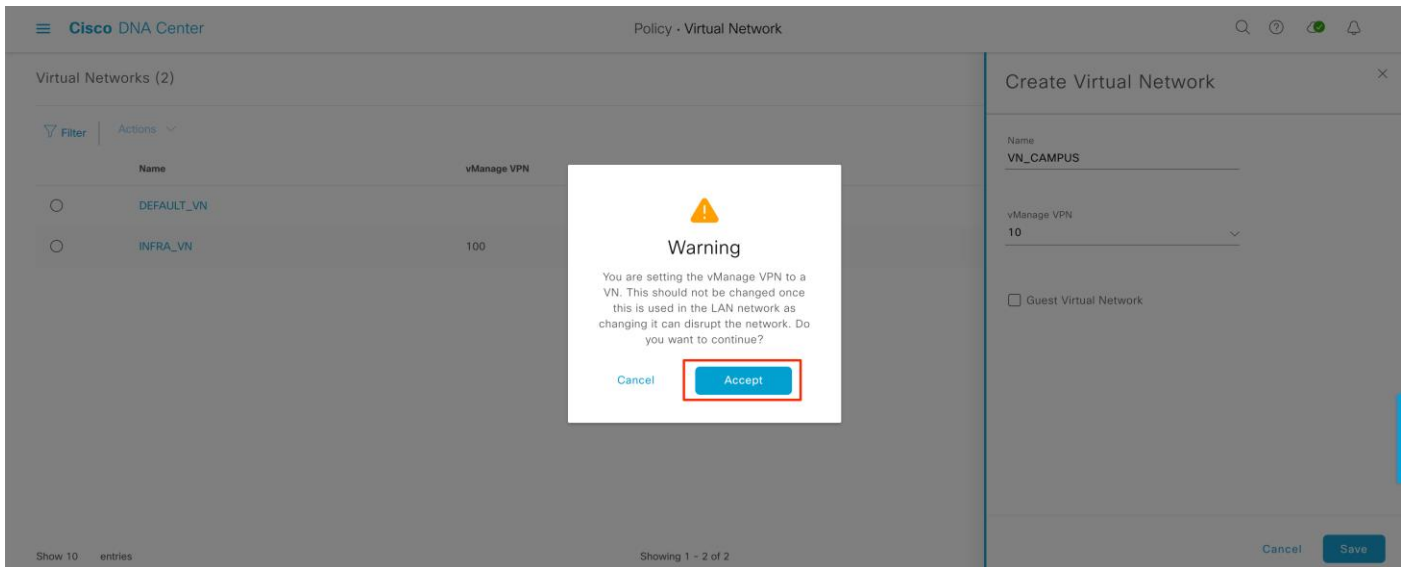 Cisco DNA Center
Policy · Virtual Network
Virtual Networks (2)
Filter
Actions
Name
vManage VPN
DEFAULT_VN
INFRA_VN
100
Warning
You are setting the vManage VPN to a
VN. This should not be changed once
this is used in the LAN network as
changing it can disrupt the network. Do
you want to continue?
Cancel
Accept
Show 10 entries
Showing 1 - 2 of 2
Create Virtual Network
Name
VN_CAMPUS
vManage VPN
10
Guest Virtual Network
Cancel
Save